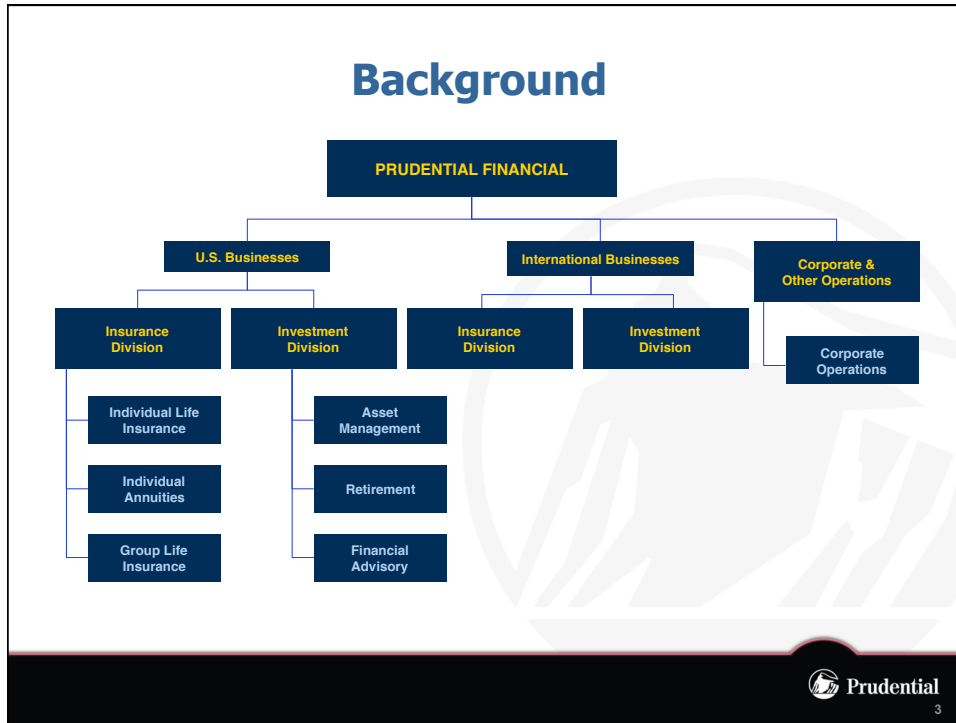 Background
PRUDENTIAL FINANCIAL
U.S. Businesses
International Businesses
Corporate &
Other Operations
Insurance
Division
Investment
Division
Insurance
Division
Investment
Division
Corporate
Operations
Individual Life
Insurance
Asset
Management
Individual
Annuities
Retirement
Group Life
Insurance
Financial
Advisory
Prudential
3